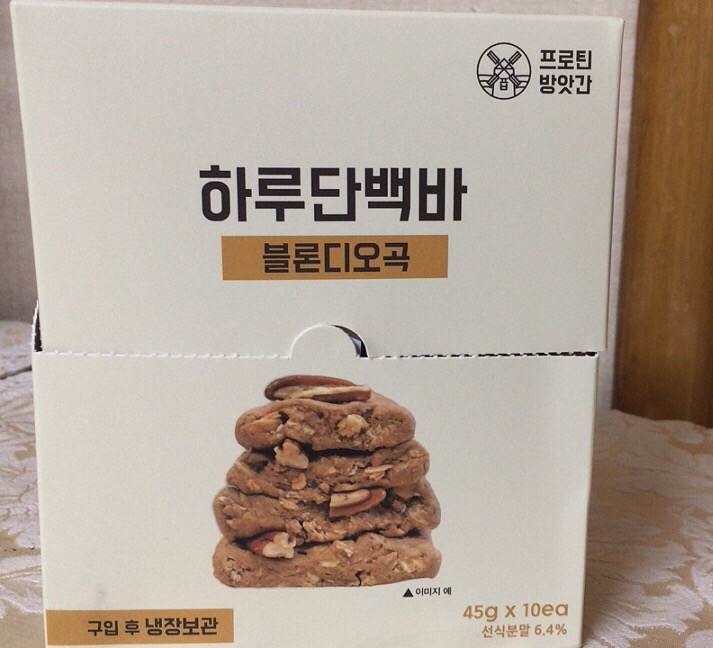 프로틴
방앗간
하루단백바
블론디오곡
▲이미지 예
45g x 10ea
선식분말 6.4%
구입 후 냉장보관